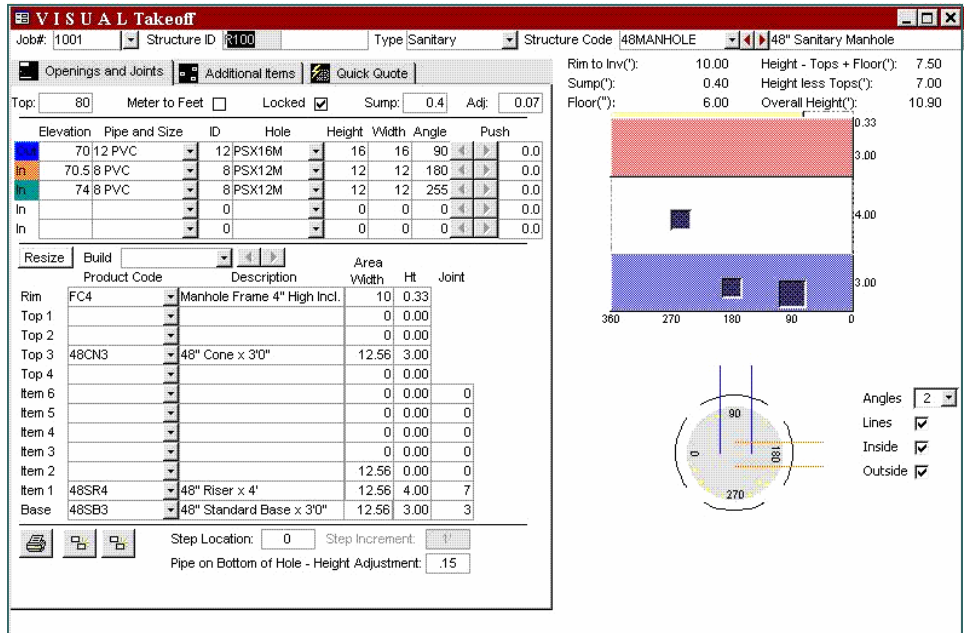 VISUAL Takeoff
Job#: 1001 Structure ID R100 Type Sanitary Structure Code 48MANHOLE 48" Sanitary Manhole
Openings and Joints Additional Items Quick Quote
Rim to Inv('): 10.00 Height - Tops + Floor('): 7.50
Sump('): 0.40 Height less Tops('): 7.00
Floor("): 6.00 Overall Height('): 10.90
Top: 80 Meter to Feet Locked Sump: 0.4 Adj: 0.07
Elevation Pipe and Size ID Hole Height Width Angle Push
Out 70 12 PVC 12 PSX16M 16 16 90 0.0
In 70.5 8 PVC 8 PSX12M 12 12 180 0.0
In 74 8 PVC 8 PSX12M 12 12 255 0.0
In 0 0 0 0 0.0
In 0 0 0 0 0.0
0.33
3.00
4.00
3.00
360 270 180 90 0
Resize Build
Product Code Description Area Width Ht Joint
Rim FC4 Manhole Frame 4" High Incl. 10 0.33
Top 1 0 0.00
Top 2 0 0.00
Top 3 48CN3 48" Cone x 3'0" 12.56 3.00
Top 4 0 0.00
Item 6 0 0.00 0
Item 5 0 0.00 0
Item 4 0 0.00 0
Item 3 0 0.00 0
Item 2 12.56 0.00 0
Item 1 48SR4 48" Riser x 4' 12.56 4.00 7
Base 48SB3 48" Standard Base x 3'0" 12.56 3.00 3
Angles 2
Lines
Inside
Outside
90
0 180
270
Step Location: 0 Step Increment: 1'
Pipe on Bottom of Hole - Height Adjustment: .15